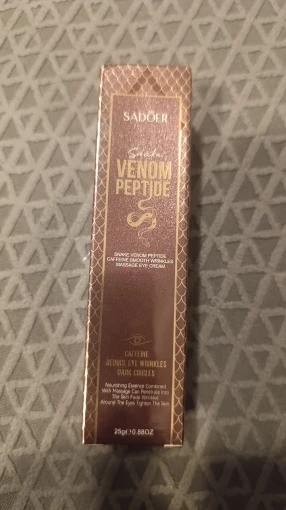 SADOER
Snake
VENOM
PEPTIDE
SNAKE VENOM PEPTIDE
CAFFEINE SMOOTH WRINKLES
MASSAGE EYE CREAM
CAFFEINE
REDUCE EYE WRINKLES
DARK CIRCLES
Nourishing Essence Combined
With Massage Can Penetrate Into
The Skin Fade Wrinkles
Around The Eyes Tighten The Skin
25g/0.88OZ